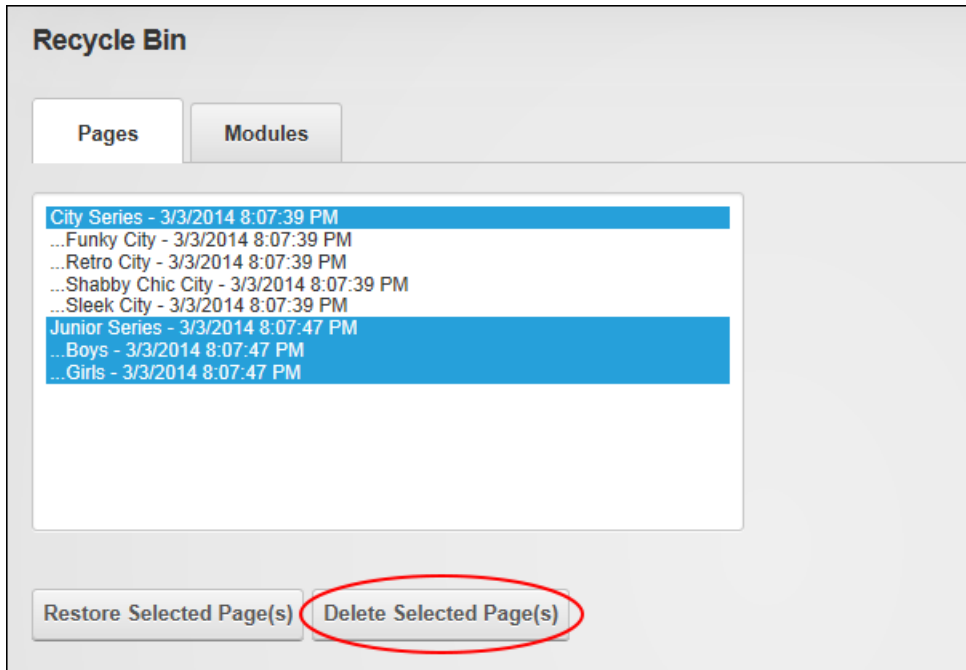 Recycle Bin
Pages
Modules
City Series - 3/3/2014 8:07:39 PM
...Funky City - 3/3/2014 8:07:39 PM
...Retro City - 3/3/2014 8:07:39 PM
...Shabby Chic City - 3/3/2014 8:07:39 PM
...Sleek City - 3/3/2014 8:07:39 PM
Junior Series - 3/3/2014 8:07:47 PM
...Boys - 3/3/2014 8:07:47 PM
...Girls - 3/3/2014 8:07:47 PM
Restore Selected Page(s)
Delete Selected Page(s)